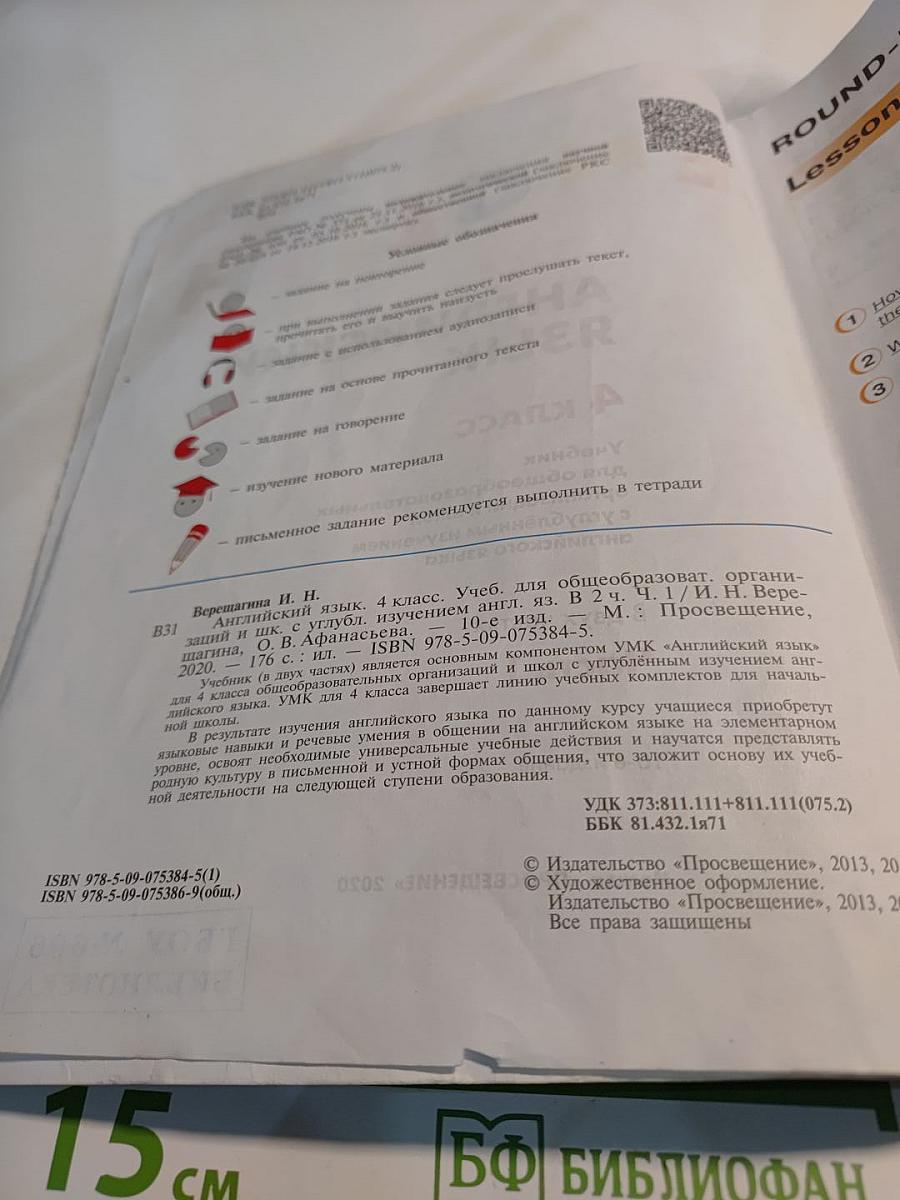 Условные обозначения
– задание на повторение
– при выполнении задания следует прослушать текст,
прочитать его и выучить наизусть
– задание с использованием аудиозаписи
– задание на основе прочитанного текста
– задание на говорение
– изучение нового материала
– письменное задание рекомендуется выполнить в тетради
Верещагина И. Н.
В31 Английский язык. 4 класс. Учеб. для общеобразоват. органи-
заций и шк. с углубл. изучением англ. яз. В 2 ч. Ч. 1 / И. Н. Вере-
щагина, О. В. Афанасьева. — 10-е изд. — М. : Просвещение,
2020. — 176 с. : ил. — ISBN 978-5-09-075384-5.
Учебник (в двух частях) является основным компонентом УМК «Английский язык»
для 4 класса общеобразовательных организаций и школ с углублённым изучением анг-
лийского языка. УМК для 4 класса завершает линию учебных комплектов для началь-
ной школы.
В результате изучения английского языка по данному курсу учащиеся приобретут
языковые навыки и речевые умения в общении на английском языке на элементарном
уровне, освоят необходимые универсальные учебные действия и научатся представлять
родную культуру в письменной и устной формах общения, что заложит основу их учеб-
ной деятельности на следующей ступени образования.
УДК 373:811.111+811.111(075.2)
ББК 81.432.1я71
ISBN 978-5-09-075384-5(1)
ISBN 978-5-09-075386-9(общ.)
© Издательство «Просвещение», 2013, 20
© Художественное оформление.
Издательство «Просвещение», 2013, 2
Все права защищены
ROUND-
Lesson
1 How
the
2 W
3
15 см
БФ БИБЛИОФАН